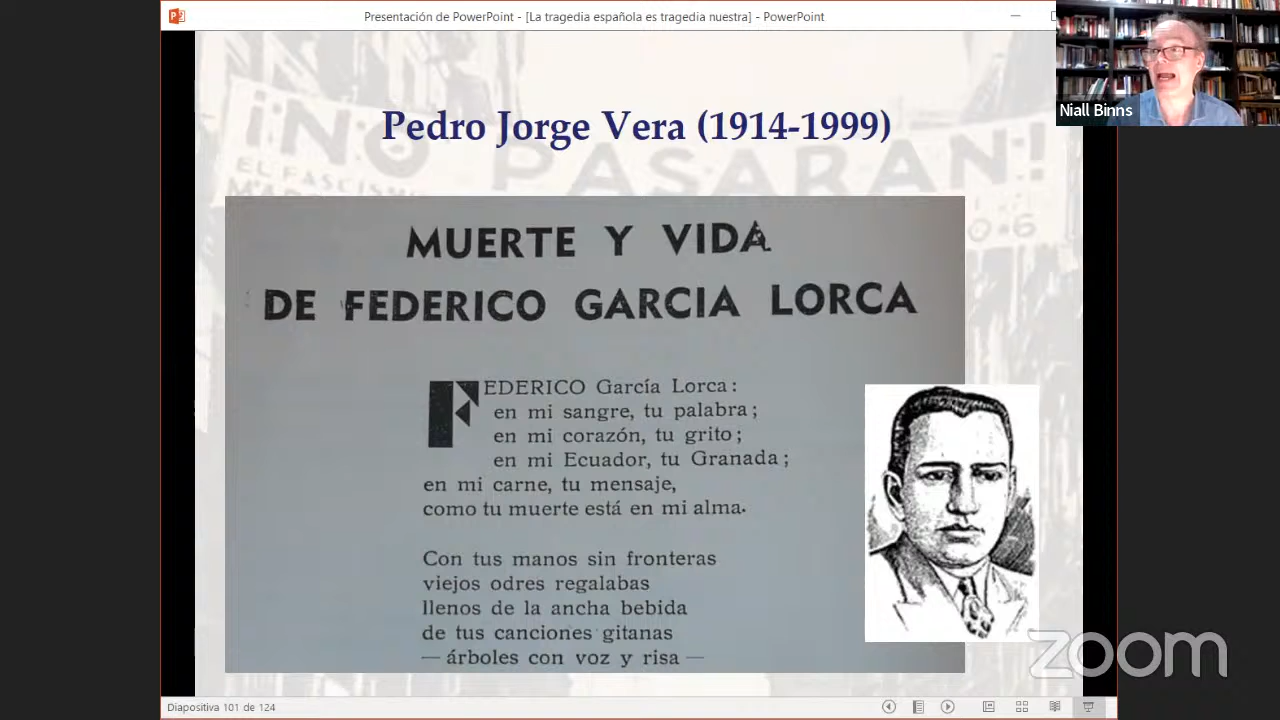 Presentación de PowerPoint - [La tragedia española es tragedia nuestra] - PowerPoint
Niall Binns
Pedro Jorge Vera (1914-1999)
¡NO PASARAN!
EL FASCISMO
MUERTE Y VIDA
DE FEDERICO GARCIA LORCA
FEDERICO García Lorca:
en mi sangre, tu palabra;
en mi corazón, tu grito;
en mi Ecuador, tu Granada;
en mi carne, tu mensaje,
como tu muerte está en mi alma.
Con tus manos sin fronteras
viejos odres regalabas
llenos de la ancha bebida
de tus canciones gitanas
— árboles con voz y risa —
zoom
Diapositiva 101 de 124